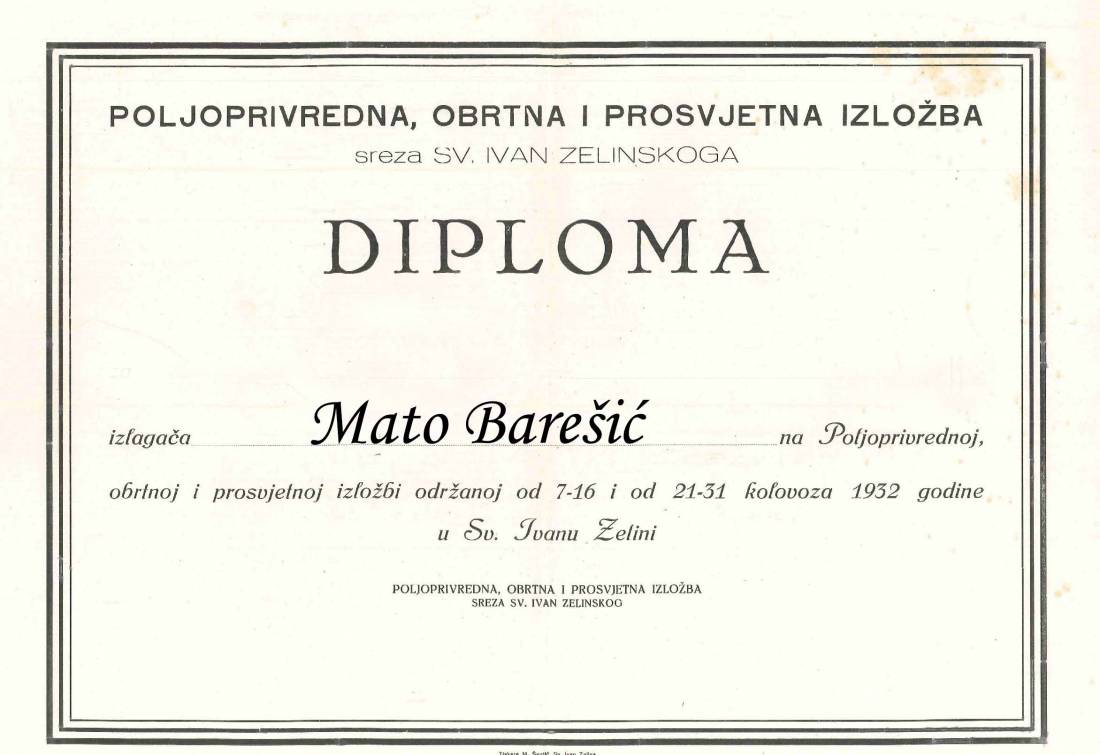 POLJOPRIVREDNA, OBRTNA I PROSVJETNA IZLOŽBA
sreza SV. IVAN ZELINSKOGA
DIPLOMA
izlagača Mato Barešić na Poljoprivrednoj,
obrtnoj i prosvjetnoj izložbi održanoj od 7-16 i od 21-31 kolovoza 1932 godine
u Sv. Ivanu Zelini
POLJOPRIVREDNA, OBRTNA I PROSVJETNA IZLOŽBA
SREZA SV. IVAN ZELINSKOG